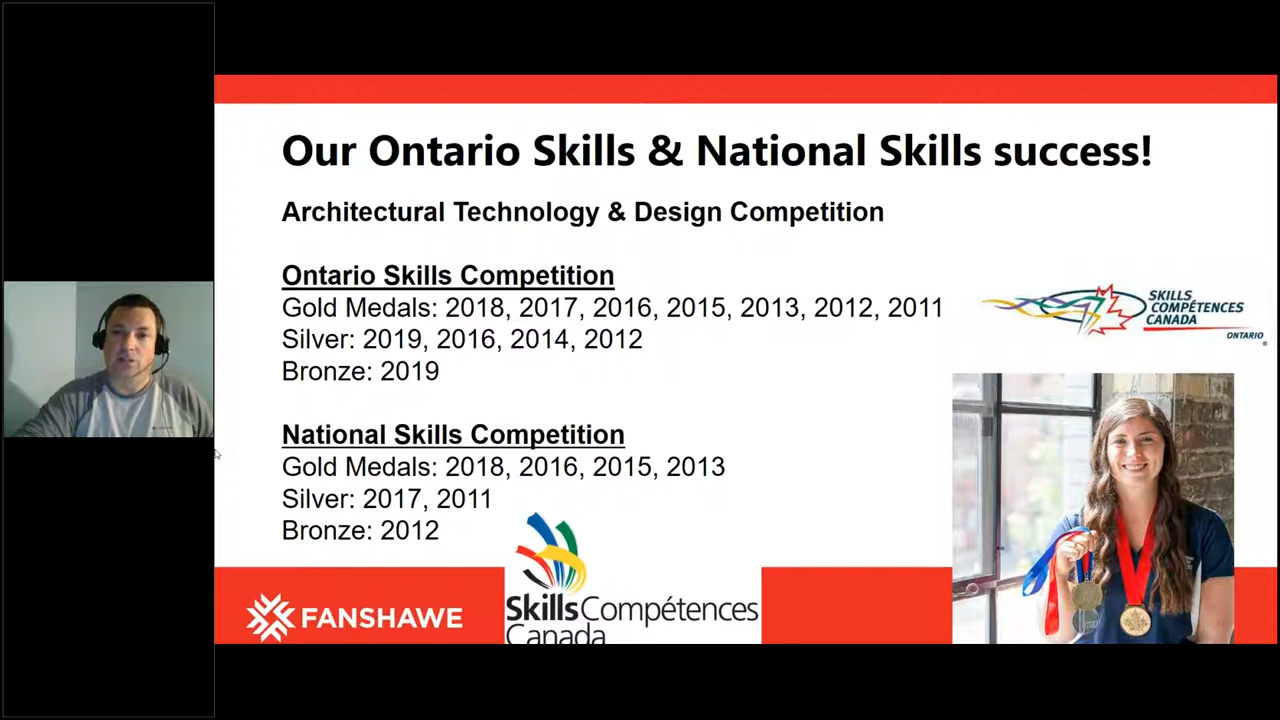 Our Ontario Skills & National Skills success!
Architectural Technology & Design Competition
Ontario Skills Competition
Gold Medals: 2018, 2017, 2016, 2015, 2013, 2012, 2011
Silver: 2019, 2016, 2014, 2012
Bronze: 2019
National Skills Competition
Gold Medals: 2018, 2016, 2015, 2013
Silver: 2017, 2011
Bronze: 2012
SKILLS
COMPÉTENCES
CANADA
ONTARIO
FANSHAWE
SkillsCompétences
Canada